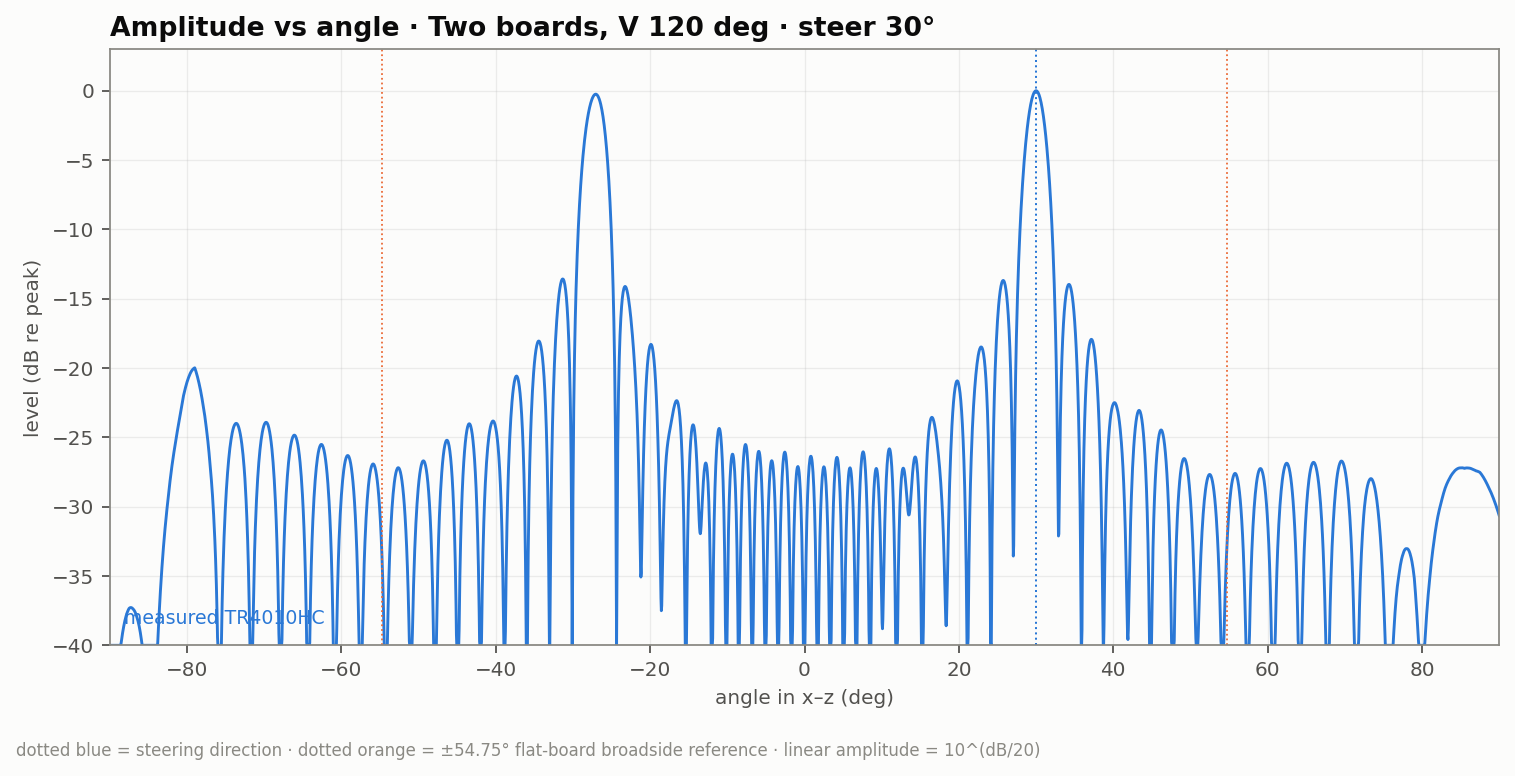 Amplitude vs angle · Two boards, V 120 deg · steer 30°
0
−5
−10
−15
−20
−25
−30
−35
−40
level (dB re peak)
measured TR4010HC
−80 −60 −40 −20 0 20 40 60 80
angle in x–z (deg)
dotted blue = steering direction · dotted orange = ±54.75° flat-board broadside reference · linear amplitude = 10^(dB/20)